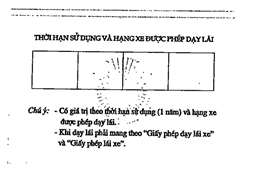 THỜI HẠN SỬ DỤNG VÀ HẠNG XE ĐƯỢC PHÉP DẠY LÁI
Chú ý: - Có giá trị theo thời hạn sử dụng (1 năm) và hạng xe
được phép dạy lái.
- Khi dạy lái phải mang theo "Giấy phép dạy lái xe"
và "Giấy phép lái xe".